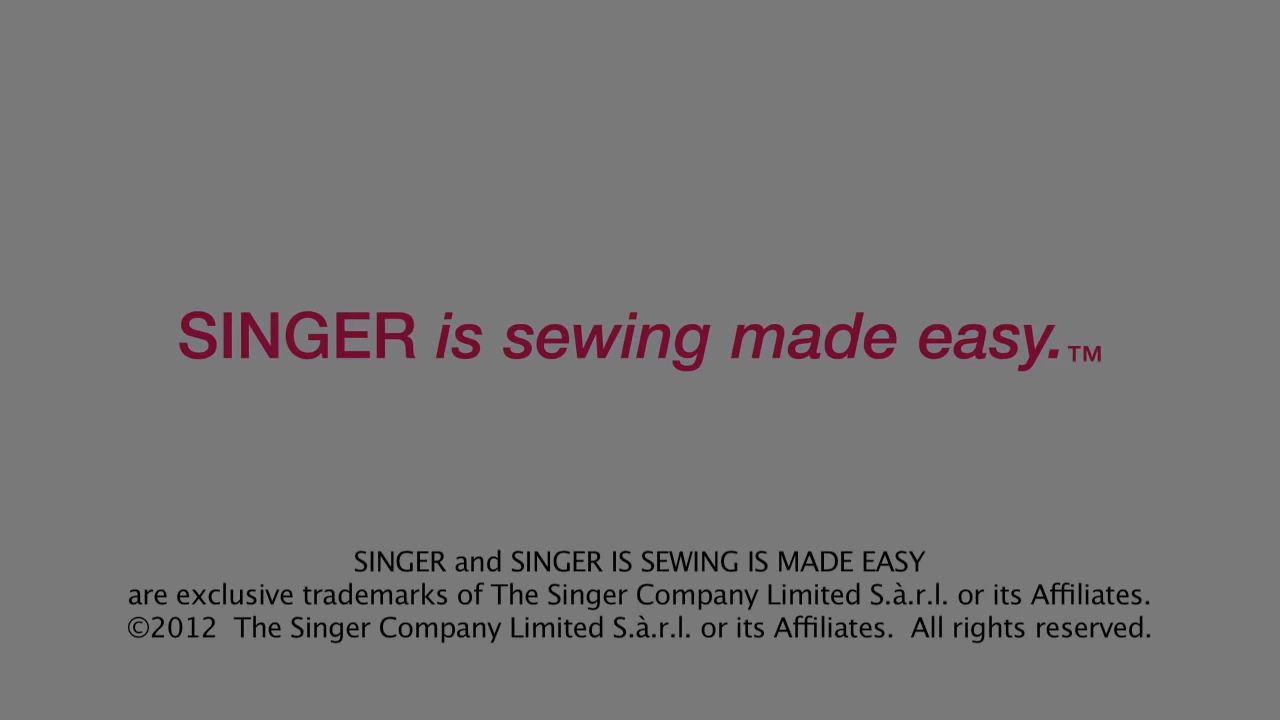 SINGER is sewing made easy.™
SINGER and SINGER IS SEWING IS MADE EASY
are exclusive trademarks of The Singer Company Limited S.à.r.l. or its Affiliates.
©2012  The Singer Company Limited S.à.r.l. or its Affiliates.  All rights reserved.